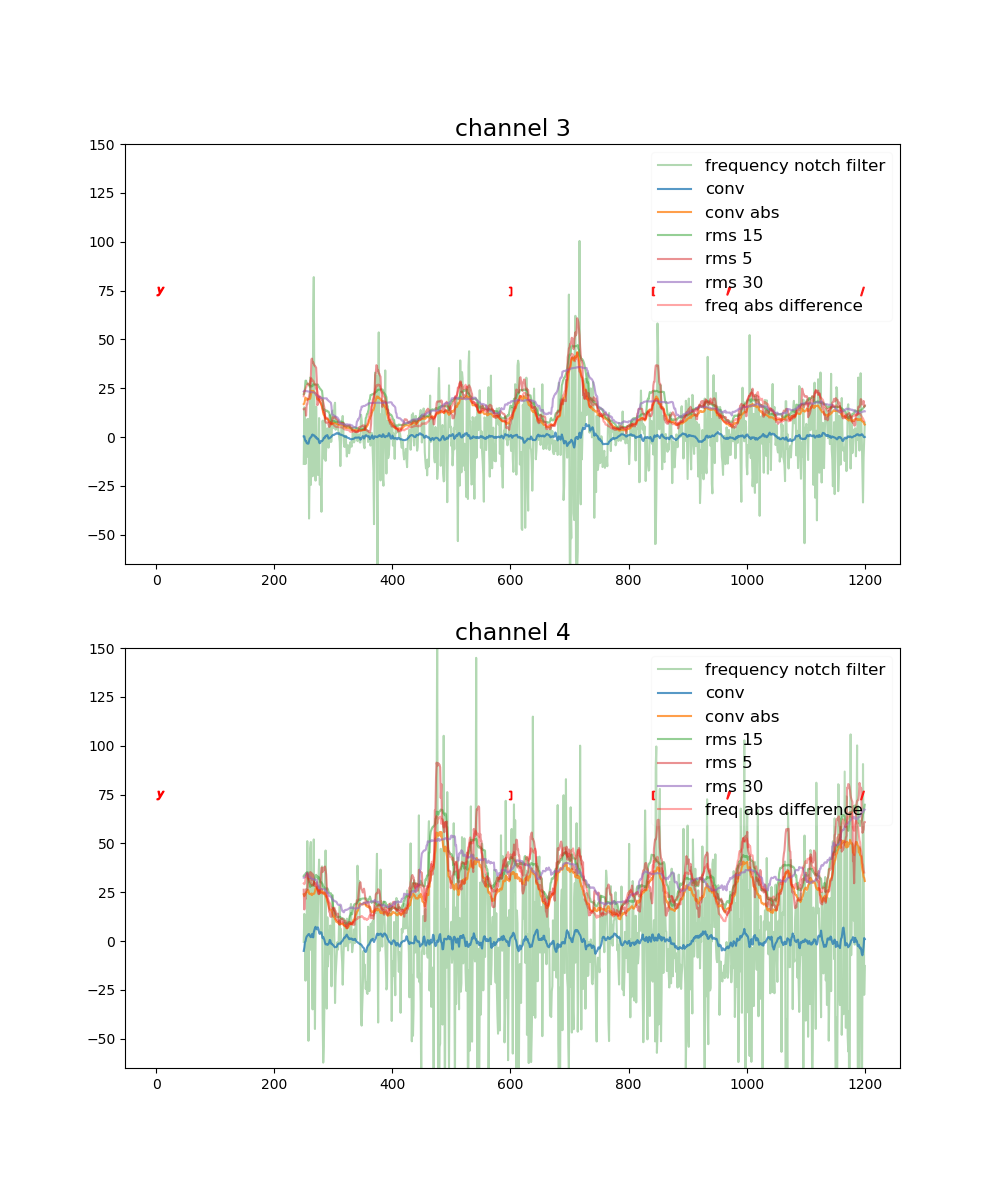 channel 3
150
125
100
75
50
25
0
−25
−50
frequency notch filter
conv
conv abs
rms 15
rms 5
rms 30
freq abs difference
y ] [ / /
0 200 400 600 800 1000 1200
channel 4
150
125
100
75
50
25
0
−25
−50
frequency notch filter
conv
conv abs
rms 15
rms 5
rms 30
freq abs difference
y ] [ / /
0 200 400 600 800 1000 1200